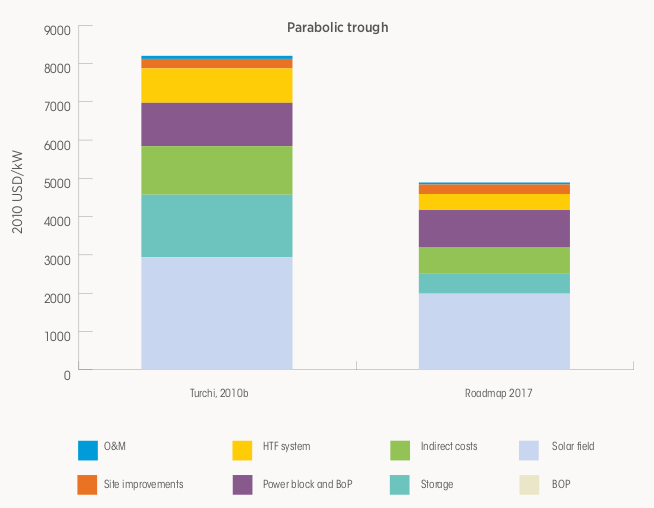 Parabolic trough
9000
8000
7000
6000
5000
4000
3000
2000
1000
0
2010 USD/kW
Turchi, 2010b
Roadmap 2017
O&M
HTF system
Indirect costs
Solar field
Site improvements
Power block and BoP
Storage
BOP